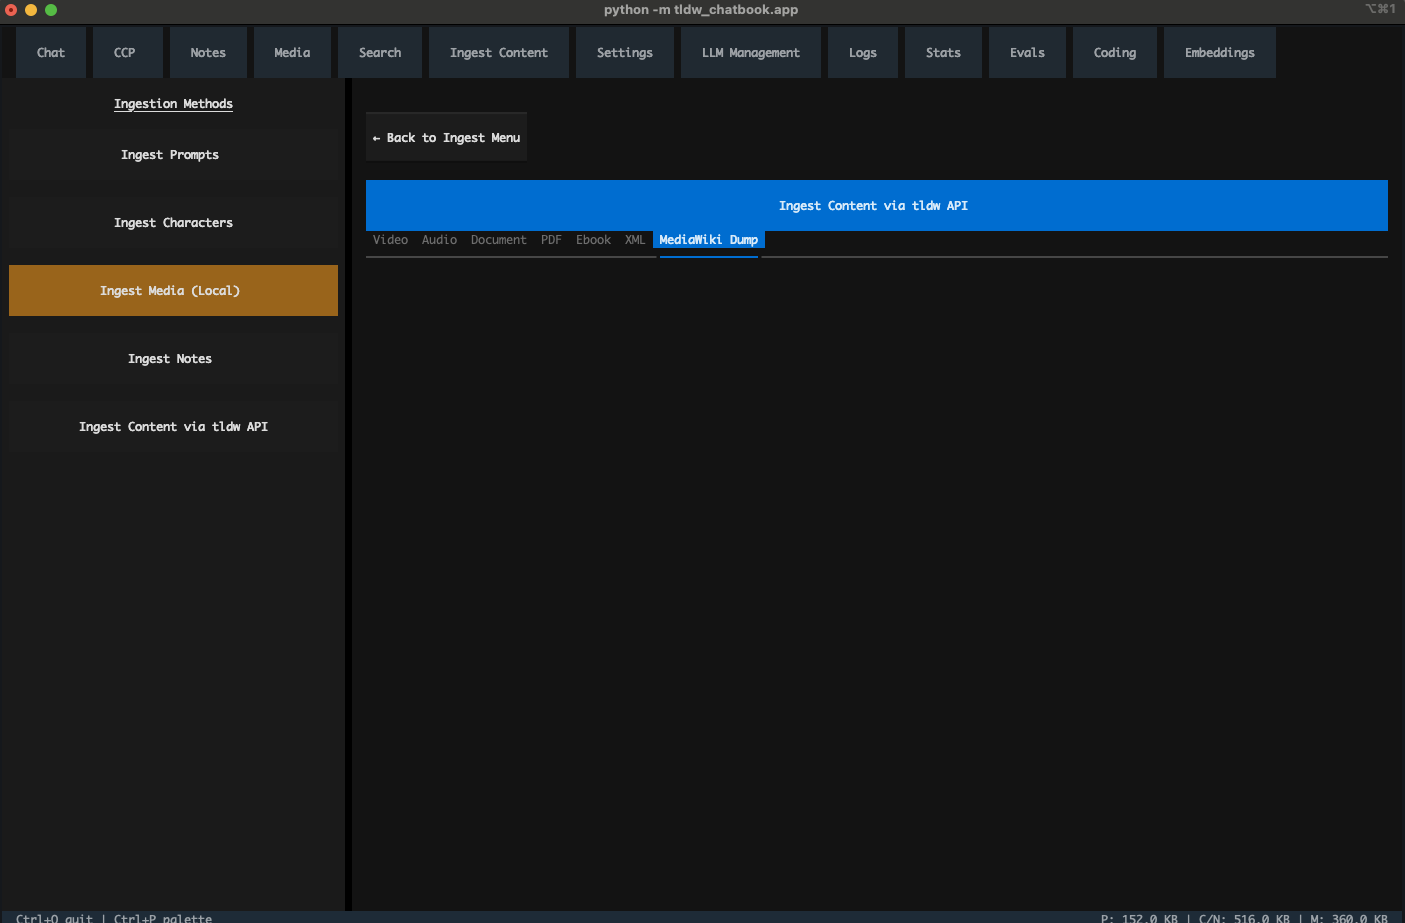 python -m tldw_chatbook.app
⌥⌘1
Chat CCP Notes Media Search Ingest Content Settings LLM Management Logs Stats Evals Coding Embeddings
Ingestion Methods
Ingest Prompts
Ingest Characters
Ingest Media (Local)
Ingest Notes
Ingest Content via tldw API
← Back to Ingest Menu
Ingest Content via tldw API
Video Audio Document PDF Ebook XML MediaWiki Dump
Ctrl+Q quit | Ctrl+P palette
P: 152.0 KB | C/N: 516.0 KB | M: 360.0 KB